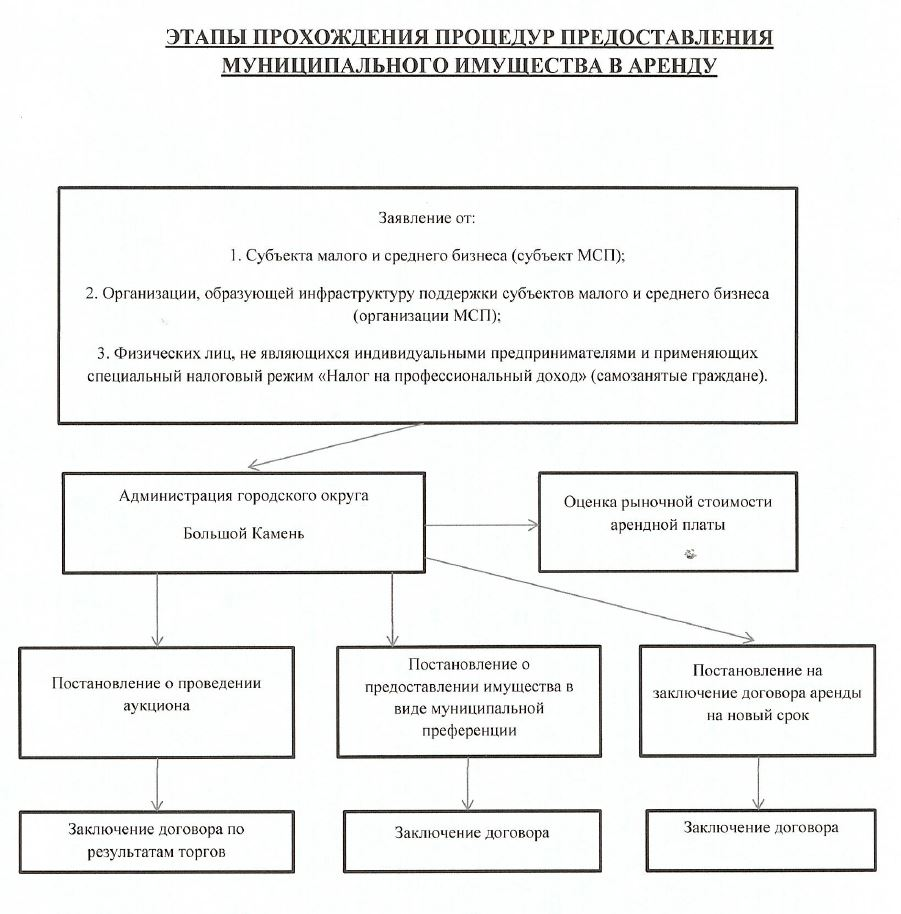 ЭТАПЫ ПРОХОЖДЕНИЯ ПРОЦЕДУР ПРЕДОСТАВЛЕНИЯ
МУНИЦИПАЛЬНОГО ИМУЩЕСТВА В АРЕНДУ
Заявление от:
1. Субъекта малого и среднего бизнеса (субъект МСП);
2. Организации, образующей инфраструктуру поддержки субъектов малого и среднего бизнеса
(организации МСП);
3. Физических лиц, не являющихся индивидуальными предпринимателями и применяющих
специальный налоговый режим «Налог на профессиональный доход» (самозанятые граждане).
Администрация городского округа
Большой Камень
Оценка рыночной стоимости
арендной платы
Постановление о проведении
аукциона
Постановление о
предоставлении имущества в
виде муниципальной
преференции
Постановление на
заключение договора аренды
на новый срок
Заключение договора по
результатам торгов
Заключение договора
Заключение договора